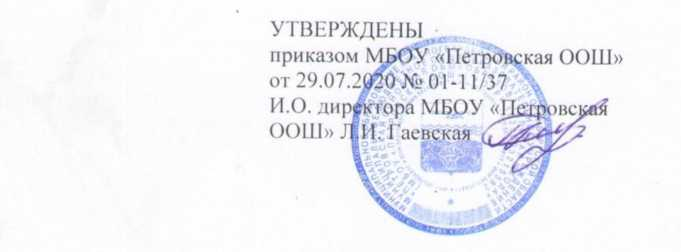 УТВЕРЖДЕНЫ
приказом МБОУ «Петровская ООШ»
от 29.07.2020 № 01-11/37
И.О. директора МБОУ «Петровская
ООШ» Л.И. Гаевская